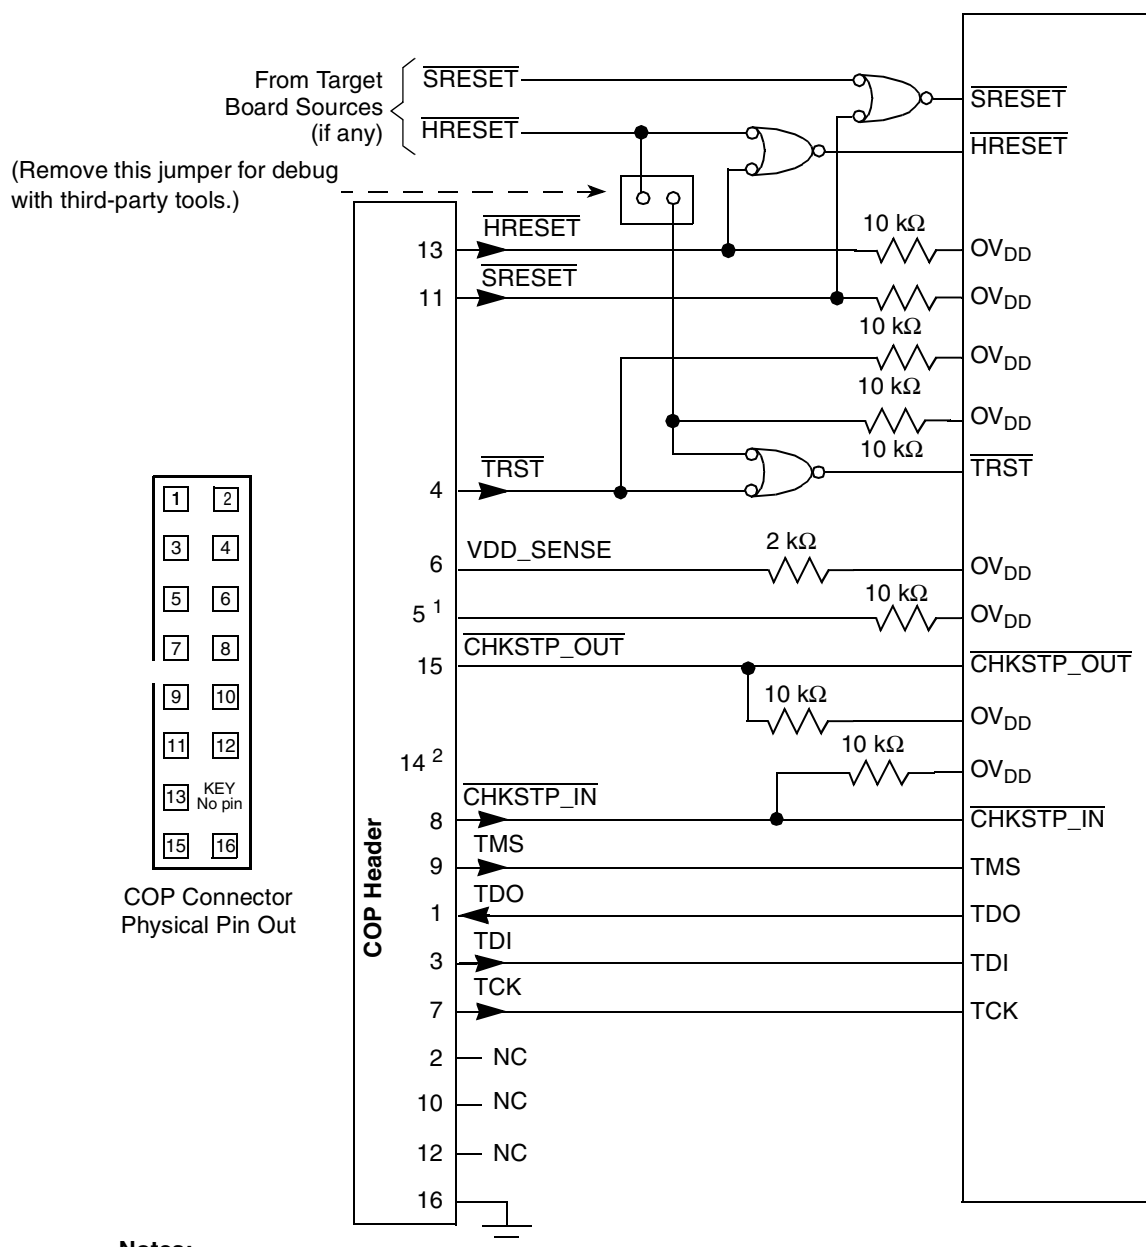 From Target
Board Sources
(if any)
SRESET
HRESET
SRESET
HRESET
(Remove this jumper for debug
with third-party tools.)
13 HRESET 10 kΩ OVDD
11 SRESET 10 kΩ OVDD
10 kΩ OVDD
10 kΩ OVDD
4 TRST TRST
6 VDD_SENSE 2 kΩ OVDD
5 1 10 kΩ OVDD
15 CHKSTP_OUT CHKSTP_OUT
10 kΩ OVDD
14 2 10 kΩ OVDD
8 CHKSTP_IN CHKSTP_IN
9 TMS TMS
1 TDO TDO
3 TDI TDI
7 TCK TCK
2 NC
10 NC
12 NC
16
COP Header
1 2
3 4
5 6
7 8
9 10
11 12
13 KEY
No pin
15 16
COP Connector
Physical Pin Out
Notes: